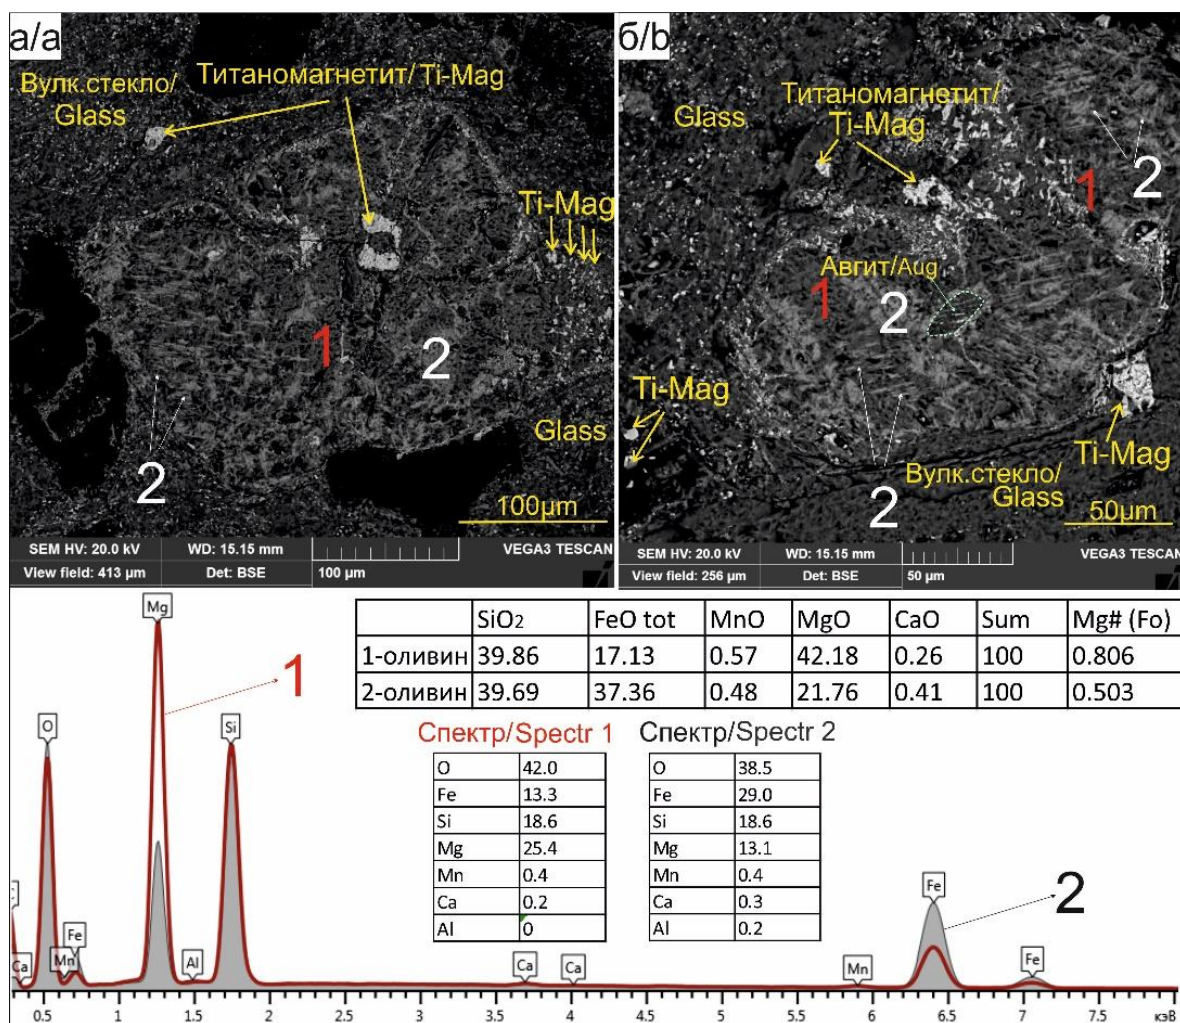 а/a
Вулк.стекло/
Glass
Титаномагнетит/
Ti-Mag
1
2
2
Ti-Mag
Glass
100µm
SEM HV: 20.0 kV
WD: 15.15 mm
VEGA3 TESCAN
View field: 413 µm
Det: BSE
100 µm
б/b
Glass
Титаномагнетит/
Ti-Mag
2
1
Авгит/Aug
1
2
Ti-Mag
2
Вулк.стекло/
Glass
Ti-Mag
50µm
SEM HV: 20.0 kV
WD: 15.15 mm
VEGA3 TESCAN
View field: 256 µm
Det: BSE
50 µm
SiO2 FeO tot MnO MgO CaO Sum Mg# (Fo)
1-оливин 39.86 17.13 0.57 42.18 0.26 100 0.806
2-оливин 39.69 37.36 0.48 21.76 0.41 100 0.503
Спектр/Spectr 1
O 42.0
Fe 13.3
Si 18.6
Mg 25.4
Mn 0.4
Ca 0.2
Al 0
Спектр/Spectr 2
O 38.5
Fe 29.0
Si 18.6
Mg 13.1
Mn 0.4
Ca 0.3
Al 0.2
Mg
1
O
Si
Fe
2
Fe
Ca
Mn
Al
Ca
Ca
Mn
Fe
0.5 1 1.5 2 2.5 3 3.5 4 4.5 5 5.5 6 6.5 7 7.5 кэВ